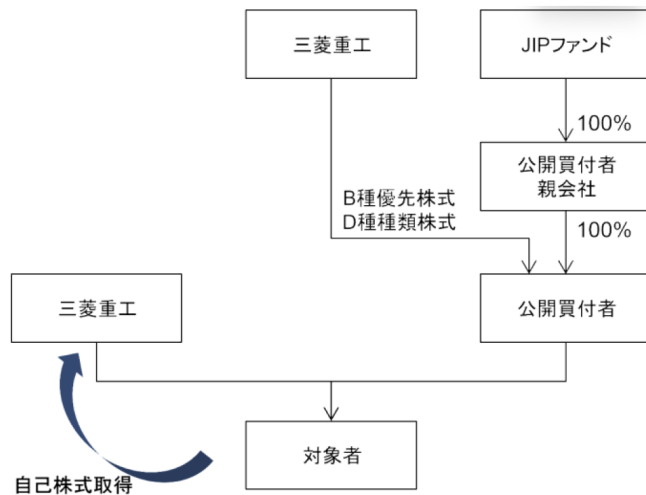 三菱重工
JIPファンド
100%
公開買付者
親会社
B種優先株式
D種種類株式
100%
三菱重工
公開買付者
対象者
自己株式取得